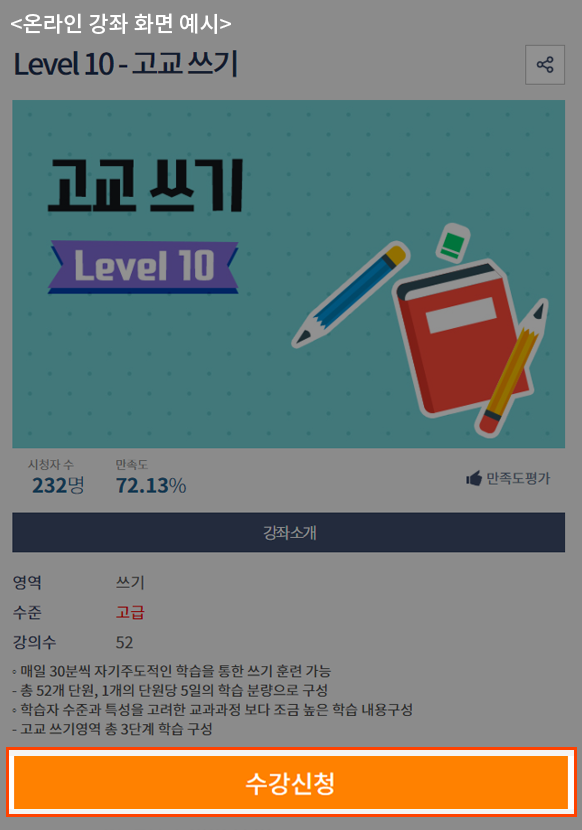 <온라인 강좌 화면 예시>
Level 10 - 고교 쓰기
고교 쓰기
Level 10
시청자 수
만속도
232명
72.13%
만족도평가
강좌소개
영역 쓰기
수준 고급
강의수 52
◦ 매일 30분씩 자기주도적인 학습을 통한 쓰기 훈련 가능
- 총 52개 단원, 1개의 단원당 5일의 학습 분량으로 구성
◦ 학습자 수준과 특성을 고려한 교과과정 보다 조금 높은 학습 내용구성
- 고교 쓰기영역 총 3단계 학습 구성
수강신청